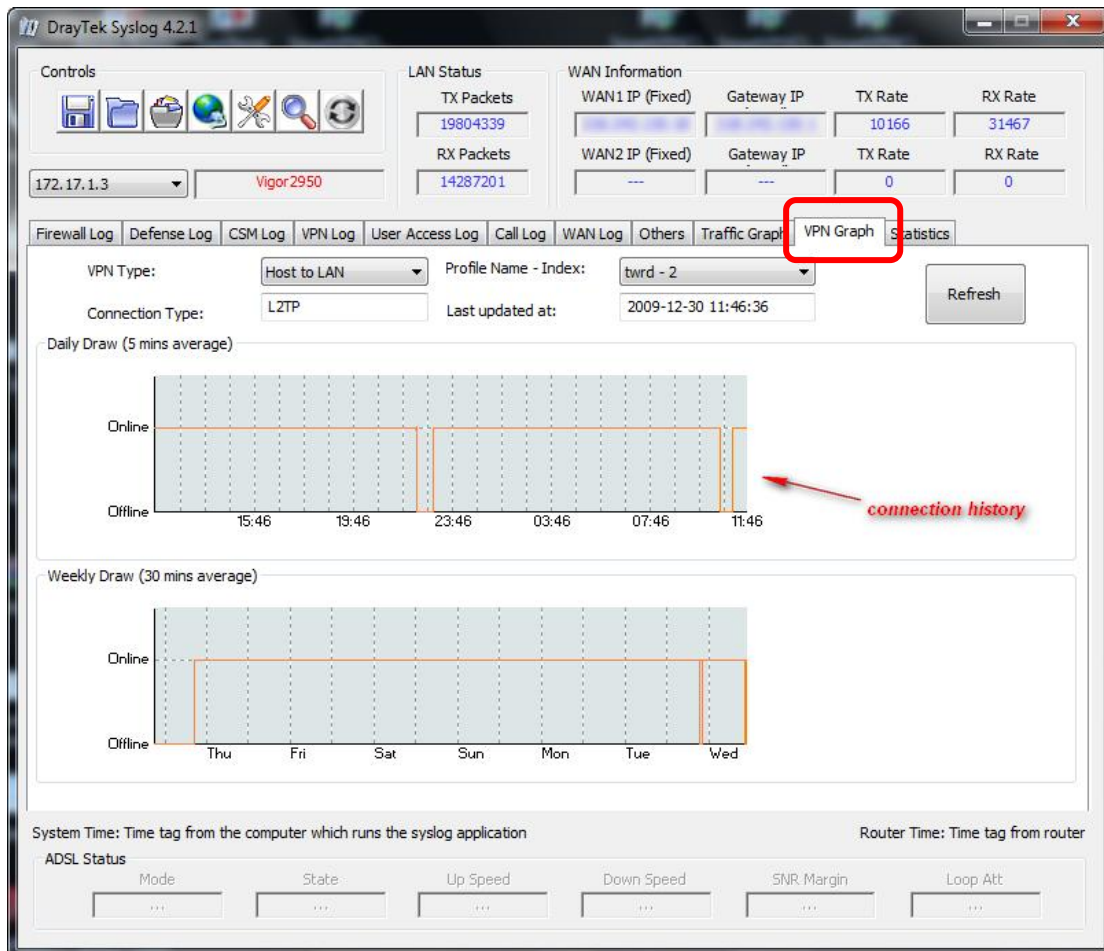 DrayTek Syslog 4.2.1
Controls
LAN Status
WAN Information
TX Packets
WAN1 IP (Fixed) Gateway IP TX Rate RX Rate
19804339
10166 31467
RX Packets
WAN2 IP (Fixed) Gateway IP TX Rate RX Rate
172.17.1.3 Vigor2950
14287201
--- --- 0 0
Firewall Log Defense Log CSM Log VPN Log User Access Log Call Log WAN Log Others Traffic Graph VPN Graph Statistics
VPN Type: Host to LAN Profile Name - Index: twrd - 2
Refresh
Connection Type: L2TP Last updated at: 2009-12-30 11:46:36
Daily Draw (5 mins average)
Online
Offline
15:46 19:46 23:46 03:46 07:46 11:46
connection history
Weekly Draw (30 mins average)
Online
Offline
Thu Fri Sat Sun Mon Tue Wed
System Time: Time tag from the computer which runs the syslog application Router Time: Time tag from router
ADSL Status
Mode State Up Speed Down Speed SNR Margin Loop Att
... ... ... ... ... ...